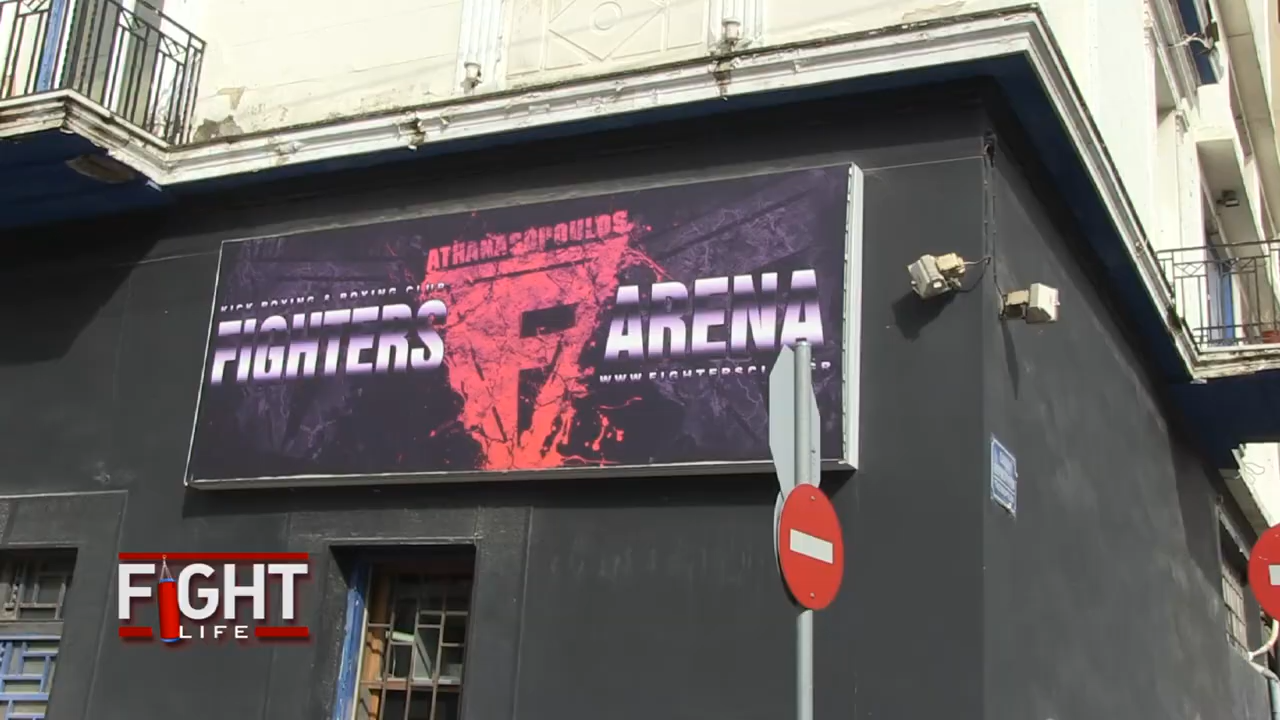 ATHANASOPOULOS
KICK BOXING & BOXING CLUB
FIGHTERS
F
ARENA
FIGHT
LIFE